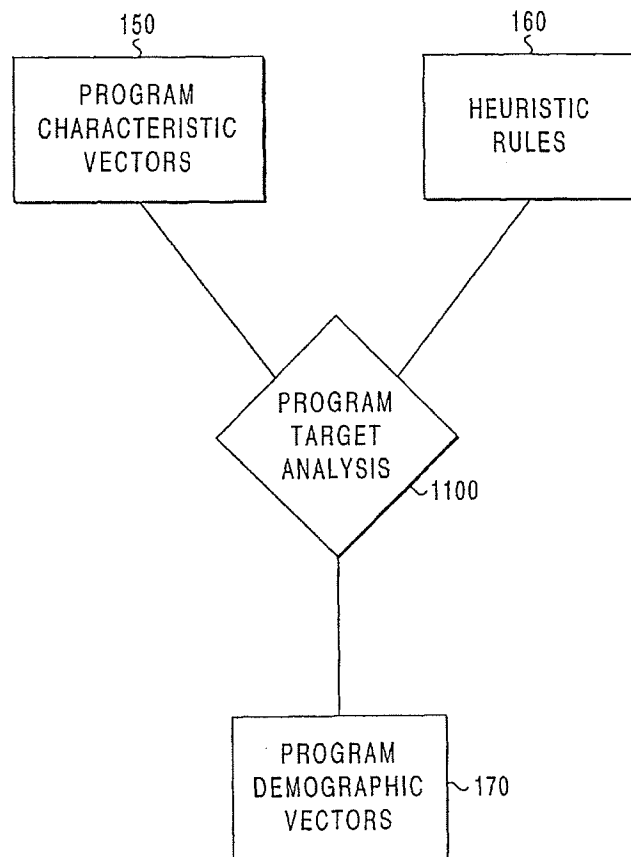 150
PROGRAM
CHARACTERISTIC
VECTORS
160
HEURISTIC
RULES
PROGRAM
TARGET
ANALYSIS
1100
PROGRAM
DEMOGRAPHIC
VECTORS
170